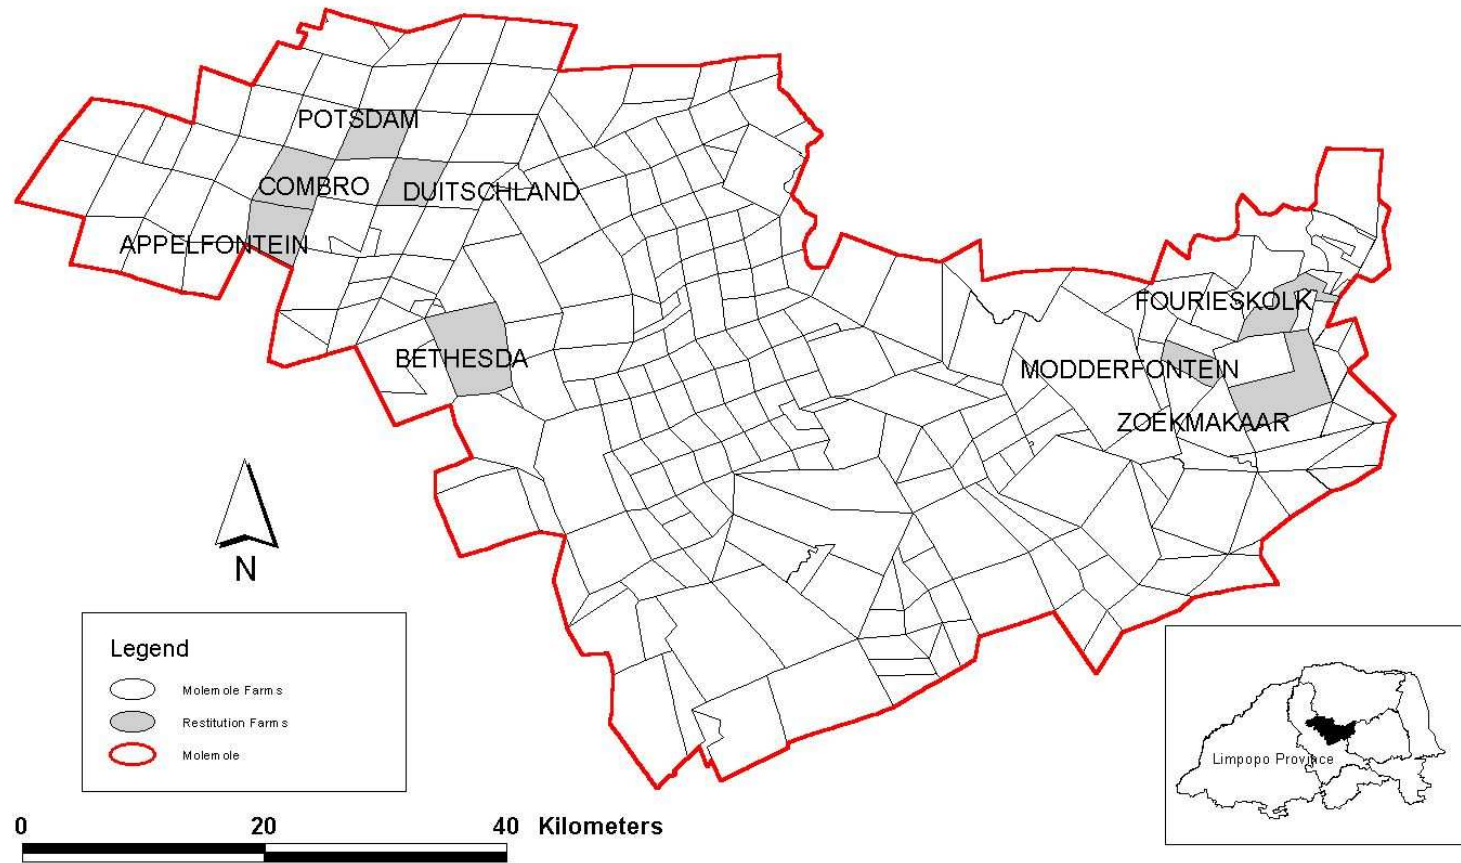 POTSDAM
COMBRO
DUITSCHLAND
APPELFONTEIN
FOURIESKOLK
BETHESDA
MODDERFONTEIN
ZOEKMAKAAR
N
Legend
Molemole Farms
Restitution Farms
Molemole
Limpopo Province
0 20 40 Kilometers